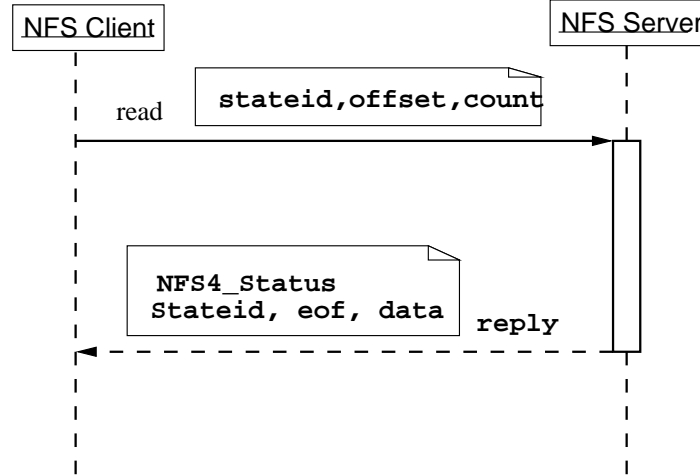 NFS Client
NFS Server
stateid,offset,count
read
NFS4_Status
Stateid, eof, data
reply